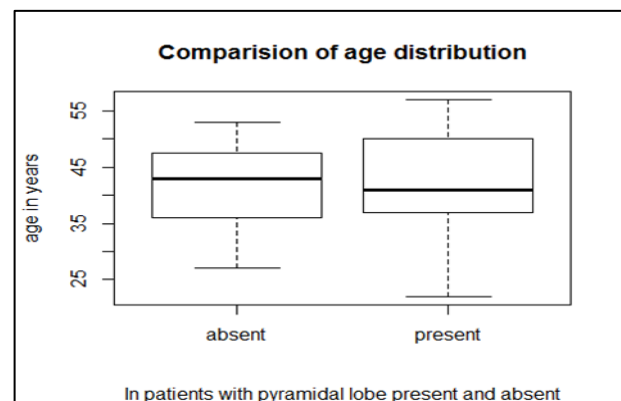 Comparision of age distribution
age in years
55
45
35
25
absent present
In patients with pyramidal lobe present and absent